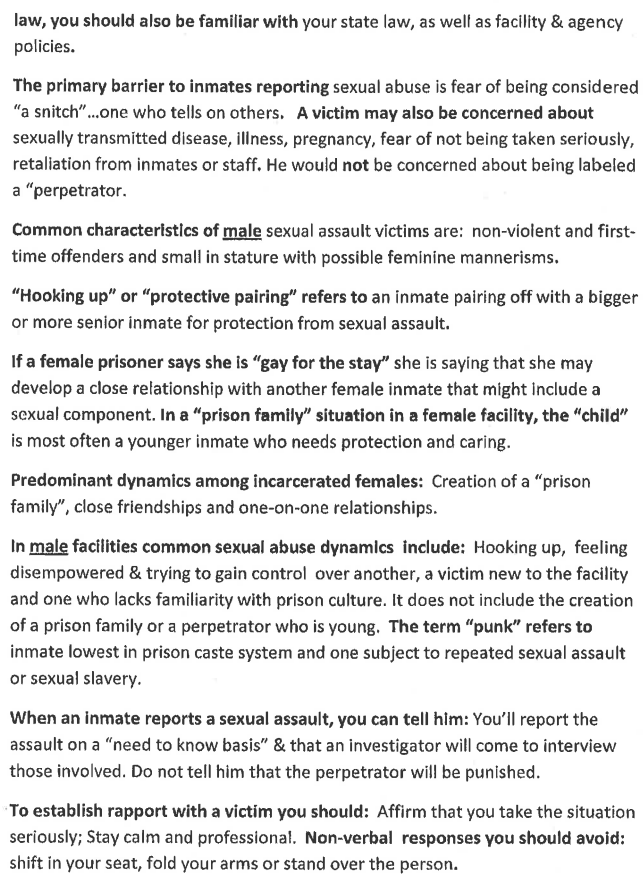 law, you should also be familiar with your state law, as well as facility & agency
policies.
The primary barrier to inmates reporting sexual abuse is fear of being considered
"a snitch"...one who tells on others. A victim may also be concerned about
sexually transmitted disease, illness, pregnancy, fear of not being taken seriously,
retaliation from inmates or staff. He would not be concerned about being labeled
a "perpetrator.
Common characteristics of male sexual assault victims are: non-violent and first-
time offenders and small in stature with possible feminine mannerisms.
"Hooking up" or "protective pairing" refers to an inmate pairing off with a bigger
or more senior inmate for protection from sexual assault.
If a female prisoner says she is "gay for the stay" she is saying that she may
develop a close relationship with another female inmate that might include a
sexual component. In a "prison family" situation in a female facility, the "child"
is most often a younger inmate who needs protection and caring.
Predominant dynamics among incarcerated females: Creation of a "prison
family", close friendships and one-on-one relationships.
In male facilities common sexual abuse dynamics include: Hooking up, feeling
disempowered & trying to gain control over another, a victim new to the facility
and one who lacks familiarity with prison culture. It does not include the creation
of a prison family or a perpetrator who is young. The term "punk" refers to
inmate lowest in prison caste system and one subject to repeated sexual assault
or sexual slavery.
When an inmate reports a sexual assault, you can tell him: You'll report the
assault on a "need to know basis" & that an investigator will come to interview
those involved. Do not tell him that the perpetrator will be punished.
To establish rapport with a victim you should: Affirm that you take the situation
seriously; Stay calm and professional. Non-verbal responses you should avoid:
shift in your seat, fold your arms or stand over the person.